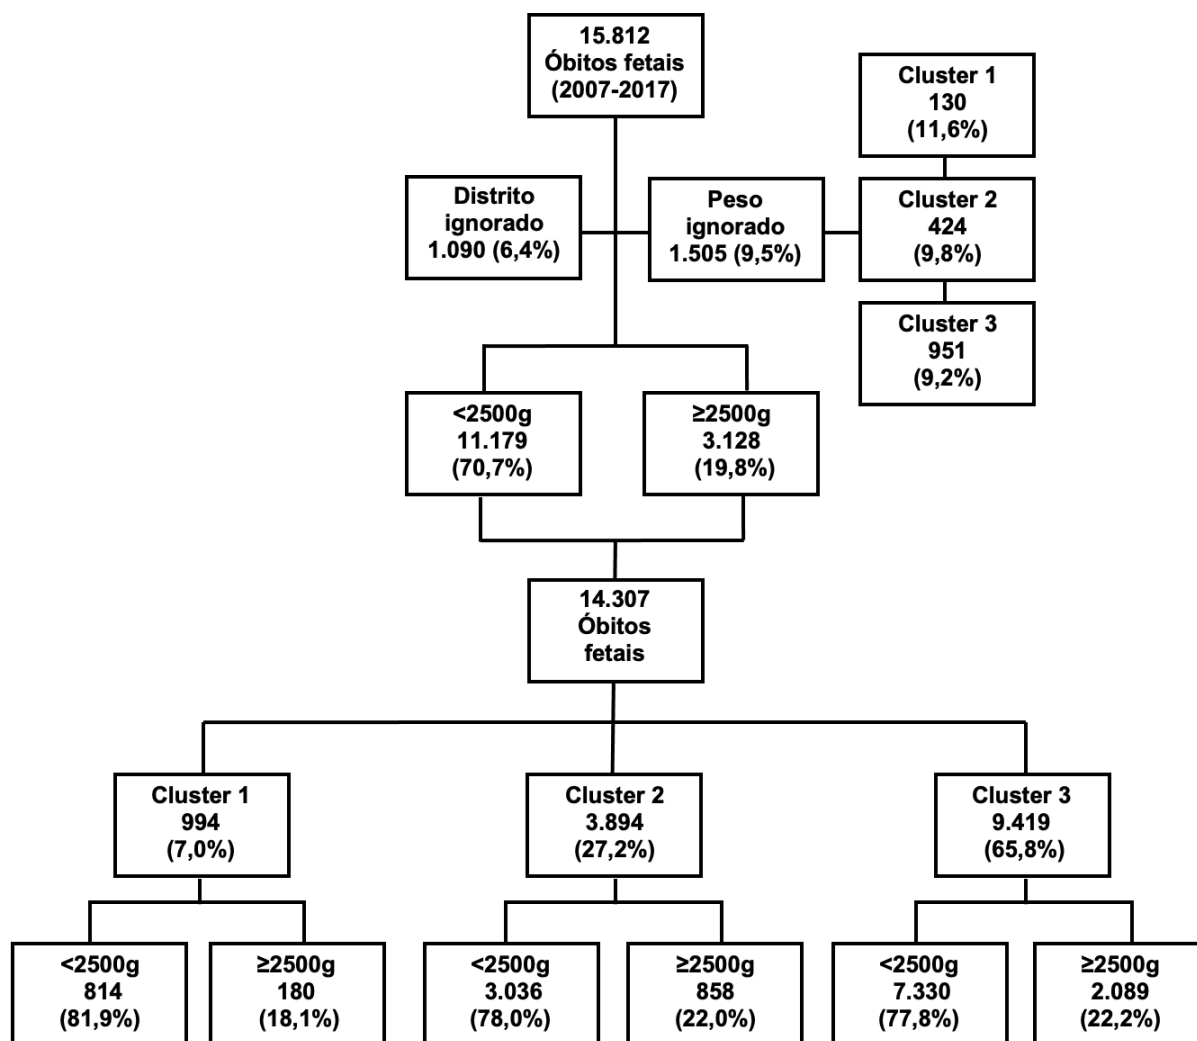 15.812
Óbitos fetais
(2007-2017)
Cluster 1
130
(11,6%)
Distrito
ignorado
1.090 (6,4%)
Peso
ignorado
1.505 (9,5%)
Cluster 2
424
(9,8%)
Cluster 3
951
(9,2%)
<2500g
11.179
(70,7%)
≥2500g
3.128
(19,8%)
14.307
Óbitos
fetais
Cluster 1
994
(7,0%)
Cluster 2
3.894
(27,2%)
Cluster 3
9.419
(65,8%)
<2500g
814
(81,9%)
≥2500g
180
(18,1%)
<2500g
3.036
(78,0%)
≥2500g
858
(22,0%)
<2500g
7.330
(77,8%)
≥2500g
2.089
(22,2%)